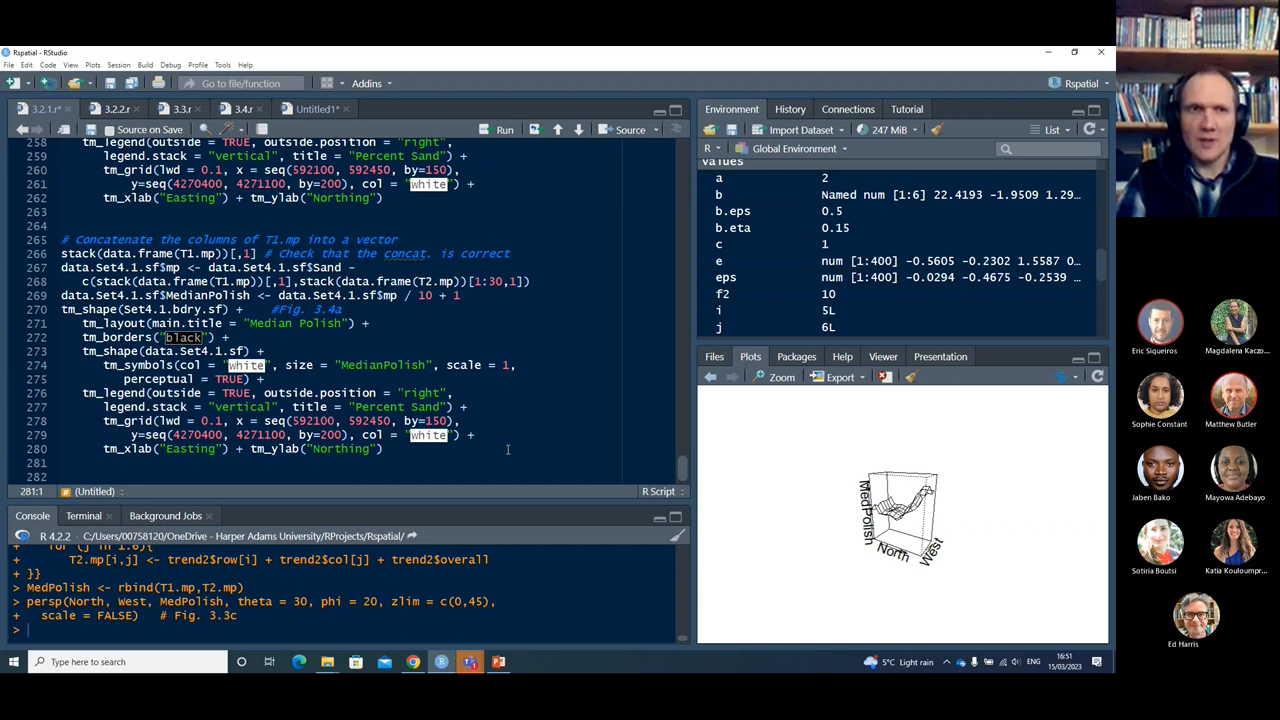 Rspatial - RStudio
File Edit Code View Plots Session Build Debug Profile Tools Help
Go to file/function
Addins
Rspatial
3.2.1.r*
3.2.2.r
3.3.r
3.4.r
Untitled1*
Source on Save
Run
Source
258 tm_legend(outside = TRUE, outside.position = "right",
259 legend.stack = "vertical", title = "Percent Sand") +
260 tm_grid(lwd = 0.1, x = seq(592100, 592450, by=150),
261 y=seq(4270400, 4271100, by=200), col = "white") +
262 tm_xlab("Easting") + tm_ylab("Northing")
263
264
265 # Concatenate the columns of T1.mp into a vector
266 stack(data.frame(T1.mp))[,1] # Check that the concat. is correct
267 data.Set4.1.sf$mp <- data.Set4.1.sf$Sand -
268 c(stack(data.frame(T1.mp))[,1],stack(data.frame(T2.mp))[1:30,1])
269 data.Set4.1.sf$MedianPolish <- data.Set4.1.sf$mp / 10 + 1
270 tm_shape(Set4.1.bdry.sf) + #Fig. 3.4a
271 tm_layout(main.title = "Median Polish") +
272 tm_borders("black") +
273 tm_shape(data.Set4.1.sf) +
274 tm_symbols(col = "white", size = "MedianPolish", scale = 1,
275 perceptual = TRUE) +
276 tm_legend(outside = TRUE, outside.position = "right",
277 legend.stack = "vertical", title = "Percent Sand") +
278 tm_grid(lwd = 0.1, x = seq(592100, 592450, by=150),
279 y=seq(4270400, 4271100, by=200), col = "white") +
280 tm_xlab("Easting") + tm_ylab("Northing")
281
282
281:1
(Untitled)
R Script
Console
Terminal
Background Jobs
R 4.2.2 · C:/Users/00758120/OneDrive - Harper Adams University/RProjects/Rspatial/
+ for (j in 1:6){
+ T2.mp[i,j] <- trend2$row[i] + trend2$col[j] + trend2$overall
+ }}
> MedPolish <- rbind(T1.mp,T2.mp)
> persp(North, West, MedPolish, theta = 30, phi = 20, zlim = c(0,45),
+ scale = FALSE) # Fig. 3.3c
>
Environment
History
Connections
Tutorial
Import Dataset
247 MiB
List
R
Global Environment
Values
a 2
b Named num [1:6] 22.4193 -1.9509 1.29…
b.eps 0.5
b.eta 0.15
c 1
e num [1:400] -0.5605 -0.2302 1.5587 0…
eps num [1:400] -0.0294 -0.4675 -0.2539 …
f2 10
i 5L
j 6L
Files
Plots
Packages
Help
Viewer
Presentation
Zoom
Export
MedPolish
North
West
Eric Siqueiros
Magdalena Kaczo...
Sophie Constant
Matthew Butler
Jaben Bako
Mayowa Adebayo
Sotiria Boutsi
Katia Kouloumpr...
Ed Harris
Type here to search
5°C Light rain
ENG
16:51
15/03/2023